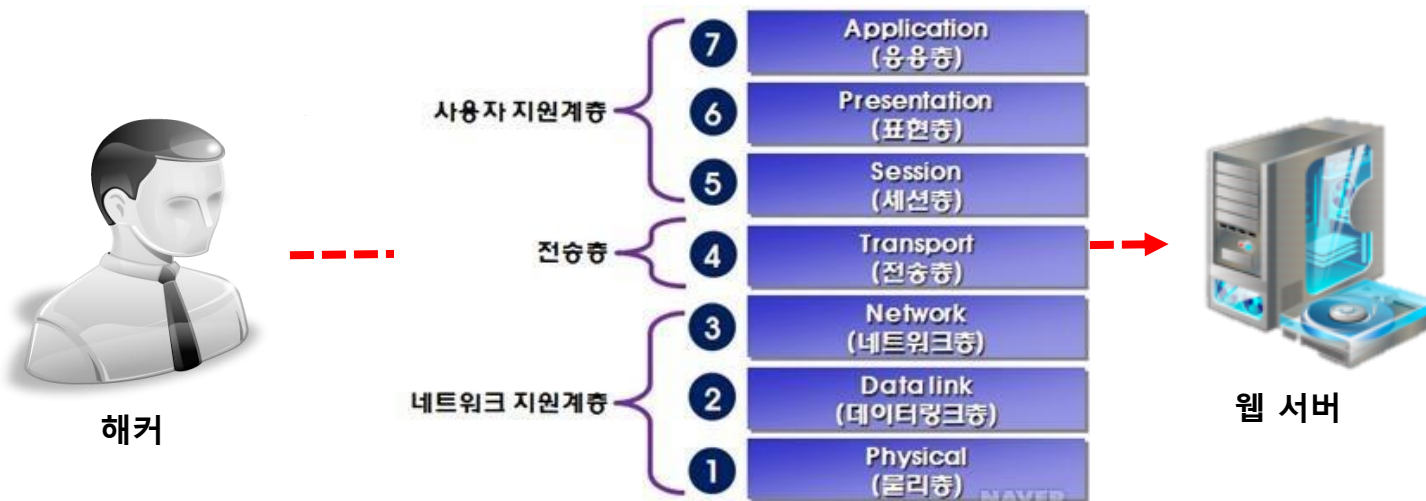 7
Application
(응용층)
사용자 지원계층
6
Presentation
(표현층)
5
Session
(세션층)
전송층
4
Transport
(전송층)
3
Network
(네트워크층)
네트워크 지원계층
2
Data link
(데이터링크층)
1
Physical
(물리층)
NAVER
해커
웹 서버